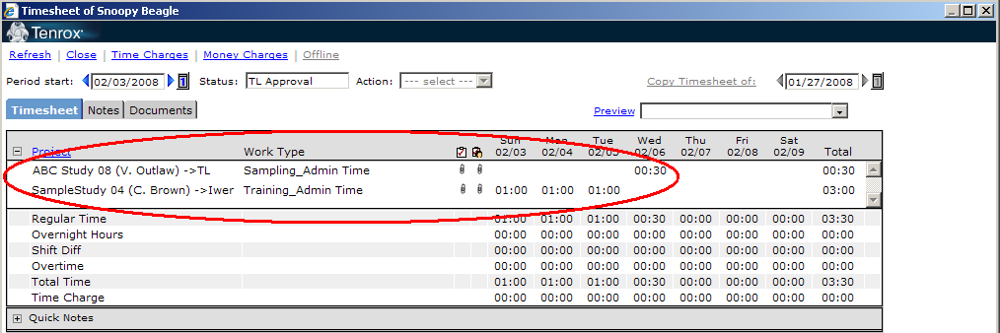 Timesheet of Snoopy Beagle
Tenrox
Refresh | Close | Time Charges | Money Charges | Offline
Period start: 02/03/2008 1 Status: TL Approval Action: --- select --- Copy Timesheet of: 01/27/2008 1
Timesheet Notes Documents Preview
Project Work Type Sun 02/03 Mon 02/04 Tue 02/05 Wed 02/06 Thu 02/07 Fri 02/08 Sat 02/09 Total
ABC Study 08 (V. Outlaw) ->TL Sampling_Admin Time 00:30 00:30
SampleStudy 04 (C. Brown) ->Iwer Training_Admin Time 01:00 01:00 01:00 03:00
Regular Time 01:00 01:00 01:00 00:30 00:00 00:00 00:00 03:30
Overnight Hours 00:00 00:00 00:00 00:00 00:00 00:00 00:00 00:00
Shift Diff 00:00 00:00 00:00 00:00 00:00 00:00 00:00 00:00
Overtime 00:00 00:00 00:00 00:00 00:00 00:00 00:00 00:00
Total Time 01:00 01:00 01:00 00:30 00:00 00:00 00:00 03:30
Time Charge 00:00 00:00 00:00 00:00 00:00 00:00 00:00 00:00
Quick Notes